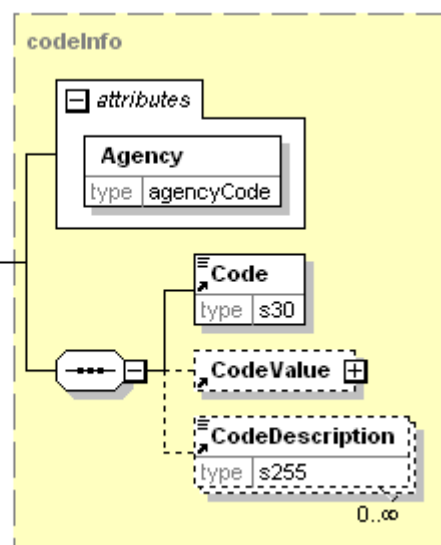 codeInfo
attributes
Agency
type agencyCode
Code
type s30
CodeValue
CodeDescription
type s255
0..∞